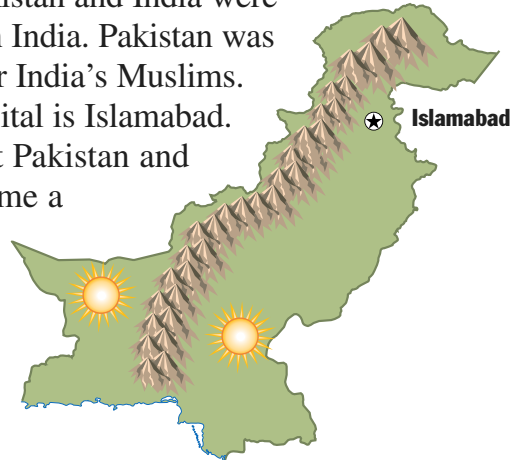 istan and India were
n India. Pakistan was
r India's Muslims.
ital is Islamabad.
t Pakistan and
me a
Islamabad